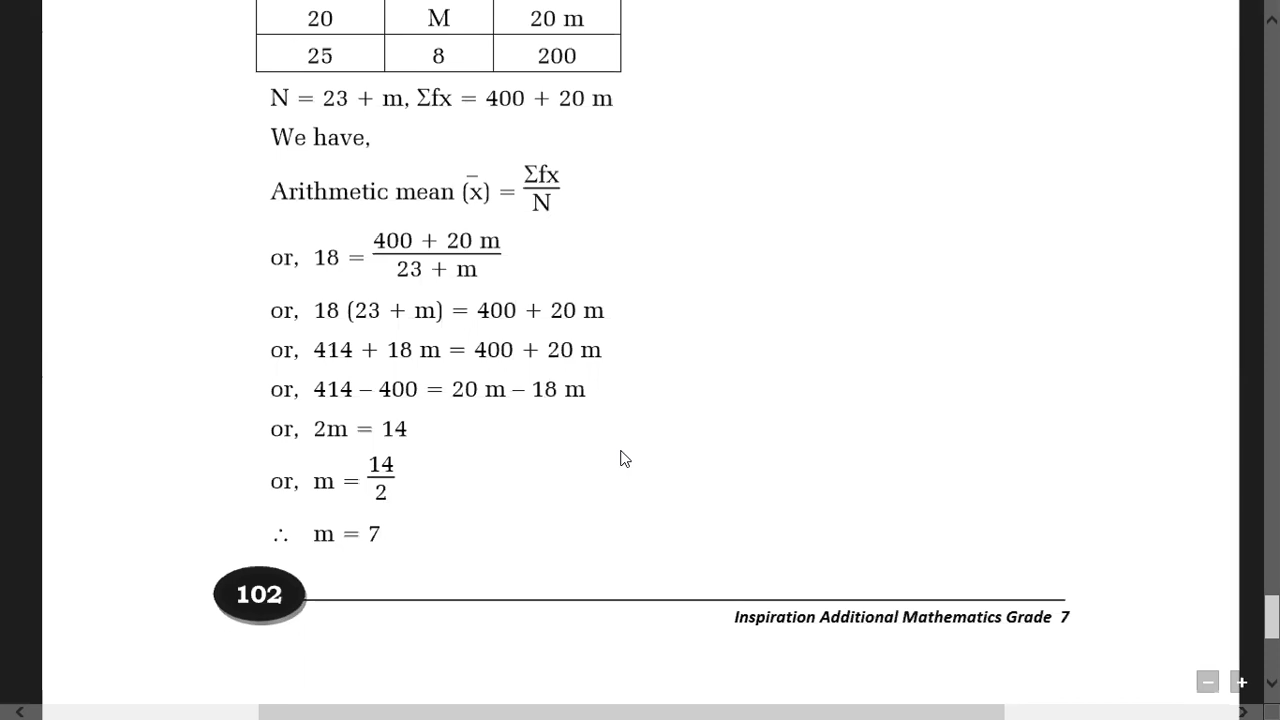 20 M 20 m
25 8 200
N = 23 + m, Σfx = 400 + 20 m
We have,
Arithmetic mean (x̄) = Σfx/N
or, 18 = (400 + 20 m)/(23 + m)
or, 18 (23 + m) = 400 + 20 m
or, 414 + 18 m = 400 + 20 m
or, 414 – 400 = 20 m – 18 m
or, 2m = 14
or, m = 14/2
∴ m = 7
102
Inspiration Additional Mathematics Grade 7